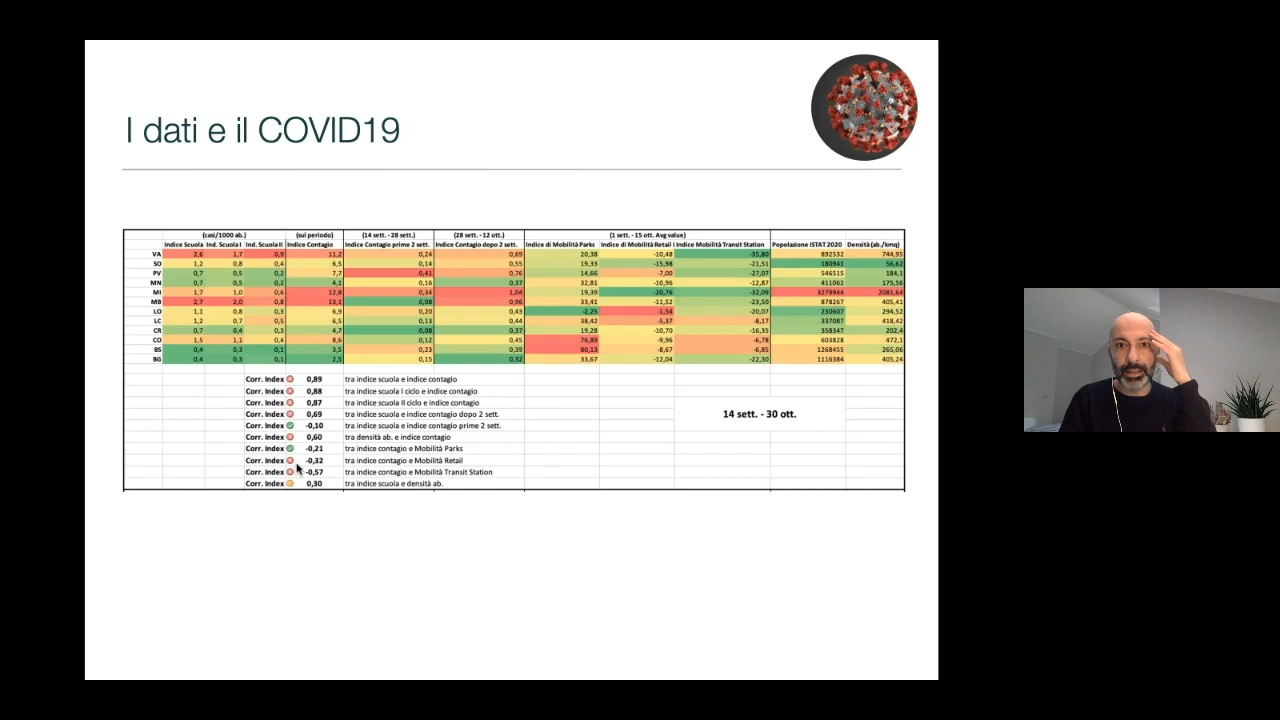 I dati e il COVID19
(casi/1000 ab.) (sul periodo) (14 sett. - 28 sett.) (28 sett. - 12 ott.) (1 sett. - 15 ott. Avg value)
Indice Scuola Ind. Scuola I Ind. Scuola II Indice Contagio Indice Contagio prime 2 sett. Indice Contagio dopo 2 sett. Indice di Mobilità Parks Indice di Mobilità Retail Indice Mobilità Transit Station Popolazione ISTAT 2020 Densità (ab./kmq)
VA 2,6 1,7 0,9 11,2 0,24 0,69 20,38 -10,48 -35,80 892532 744,95
SO 1,2 0,8 0,4 6,5 0,14 0,55 19,33 -15,98 -21,51 180941 56,62
PV 0,7 0,5 0,2 7,7 0,41 0,76 14,66 -7,00 -27,07 546515 184,1
MN 0,7 0,5 0,2 4,1 0,16 0,37 32,81 -10,96 -12,87 411062 175,56
MI 1,7 1,0 0,6 12,8 0,34 1,04 19,39 -20,76 -32,09 3279944 2081,64
MB 2,7 2,0 0,8 13,1 0,08 0,96 33,41 -11,52 -23,50 878267 405,41
LO 1,1 0,8 0,3 6,9 0,20 0,43 -2,25 -1,54 -20,07 230607 294,52
LC 1,2 0,7 0,5 6,5 0,13 0,44 38,42 -5,37 -8,17 337087 418,42
CR 0,7 0,4 0,3 4,7 0,08 0,37 19,28 -10,70 -16,35 358347 202,4
CO 1,5 1,1 0,4 8,6 0,12 0,45 76,89 -9,96 -6,78 603828 472,1
BS 0,4 0,3 0,1 3,5 0,23 0,39 80,13 -8,67 -6,85 1268455 265,06
BG 0,4 0,3 0,1 2,5 0,15 0,32 33,67 -12,04 -22,30 1116384 405,24
Corr. Index 0,89 tra indice scuola e indice contagio
Corr. Index 0,88 tra indice scuola I ciclo e indice contagio
Corr. Index 0,87 tra indice scuola II ciclo e indice contagio
Corr. Index 0,69 tra indice scuola e indice contagio dopo 2 sett.
14 sett. - 30 ott.
Corr. Index -0,10 tra indice scuola e indice contagio prime 2 sett.
Corr. Index 0,60 tra densità ab. e indice contagio
Corr. Index -0,21 tra indice contagio e Mobilità Parks
Corr. Index -0,32 tra indice contagio e Mobilità Retail
Corr. Index -0,57 tra indice contagio e Mobilità Transit Station
Corr. Index 0,30 tra indice scuola e densità ab.